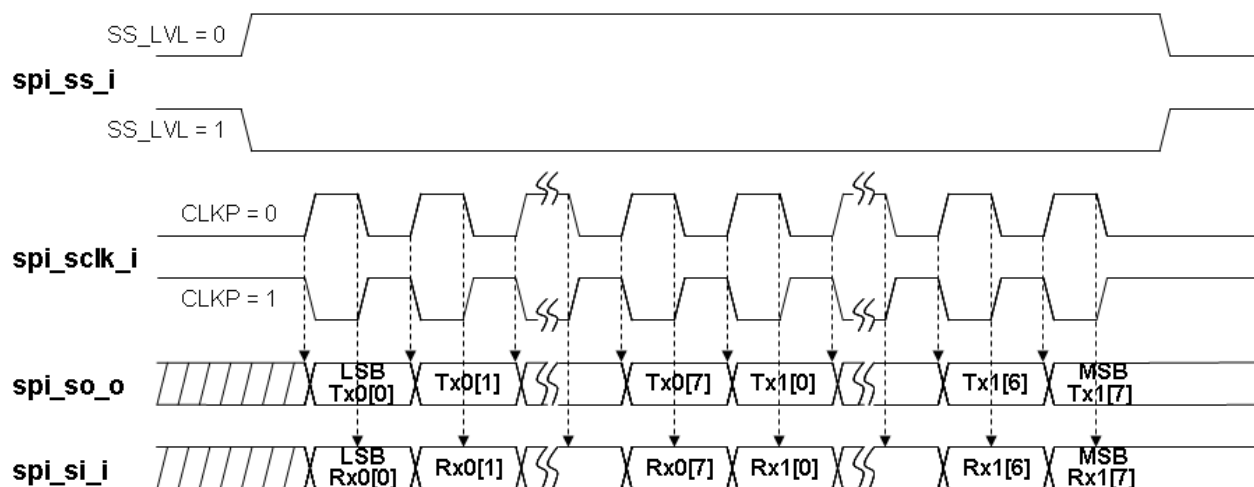 SS_LVL = 0
spi_ss_i
SS_LVL = 1
CLKP = 0
spi_sclk_i
CLKP = 1
spi_so_o
LSB
Tx0[0]
Tx0[1]
Tx0[7]
Tx1[0]
Tx1[6]
MSB
Tx1[7]
spi_si_i
LSB
Rx0[0]
Rx0[1]
Rx0[7]
Rx1[0]
Rx1[6]
MSB
Rx1[7]